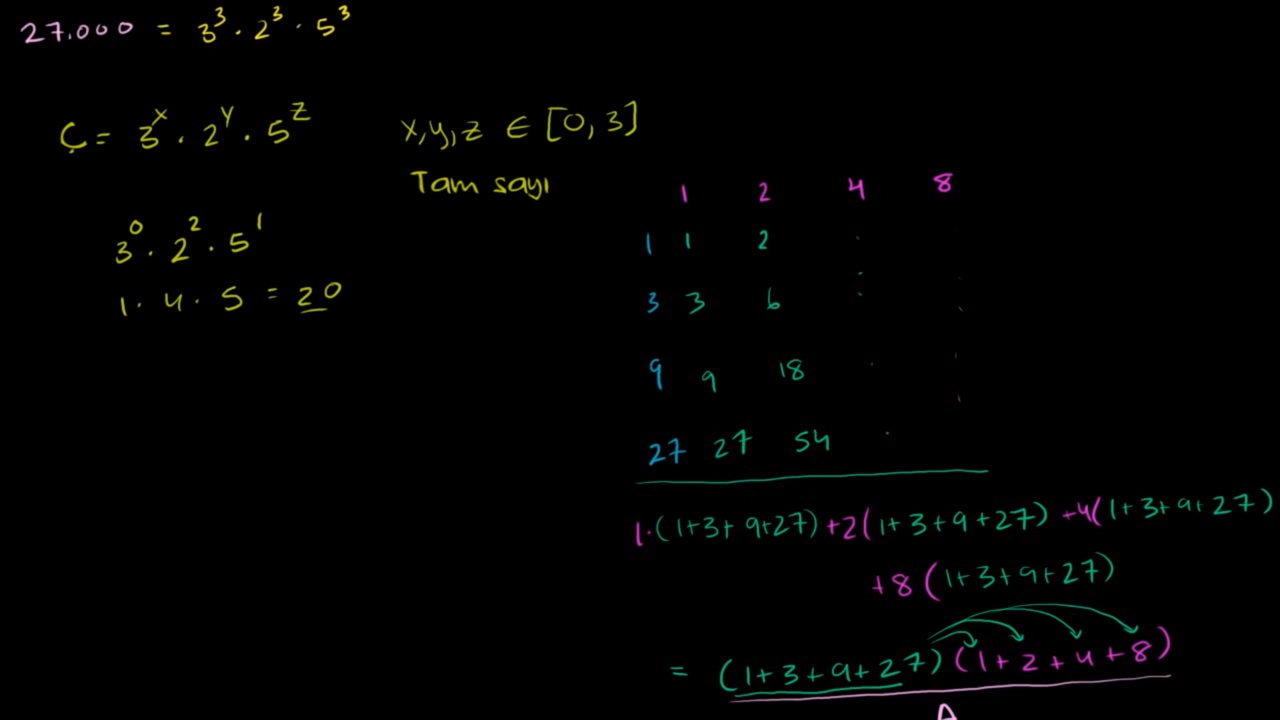 27.000 = 3³ · 2³ · 5³
Ç = 3ˣ · 2ʸ · 5ᶻ x,y,z ∈ [0,3]
Tam sayı
3⁰ · 2² · 5¹
1 · 4 · 5 = 20
1 2 4 8
1 1 2
3 3 6
9 9 18
27 27 54
1·(1+3+9+27)+2(1+3+9+27)+4(1+3+9+27)
+8(1+3+9+27)
= (1+3+9+27)(1+2+4+8)
A